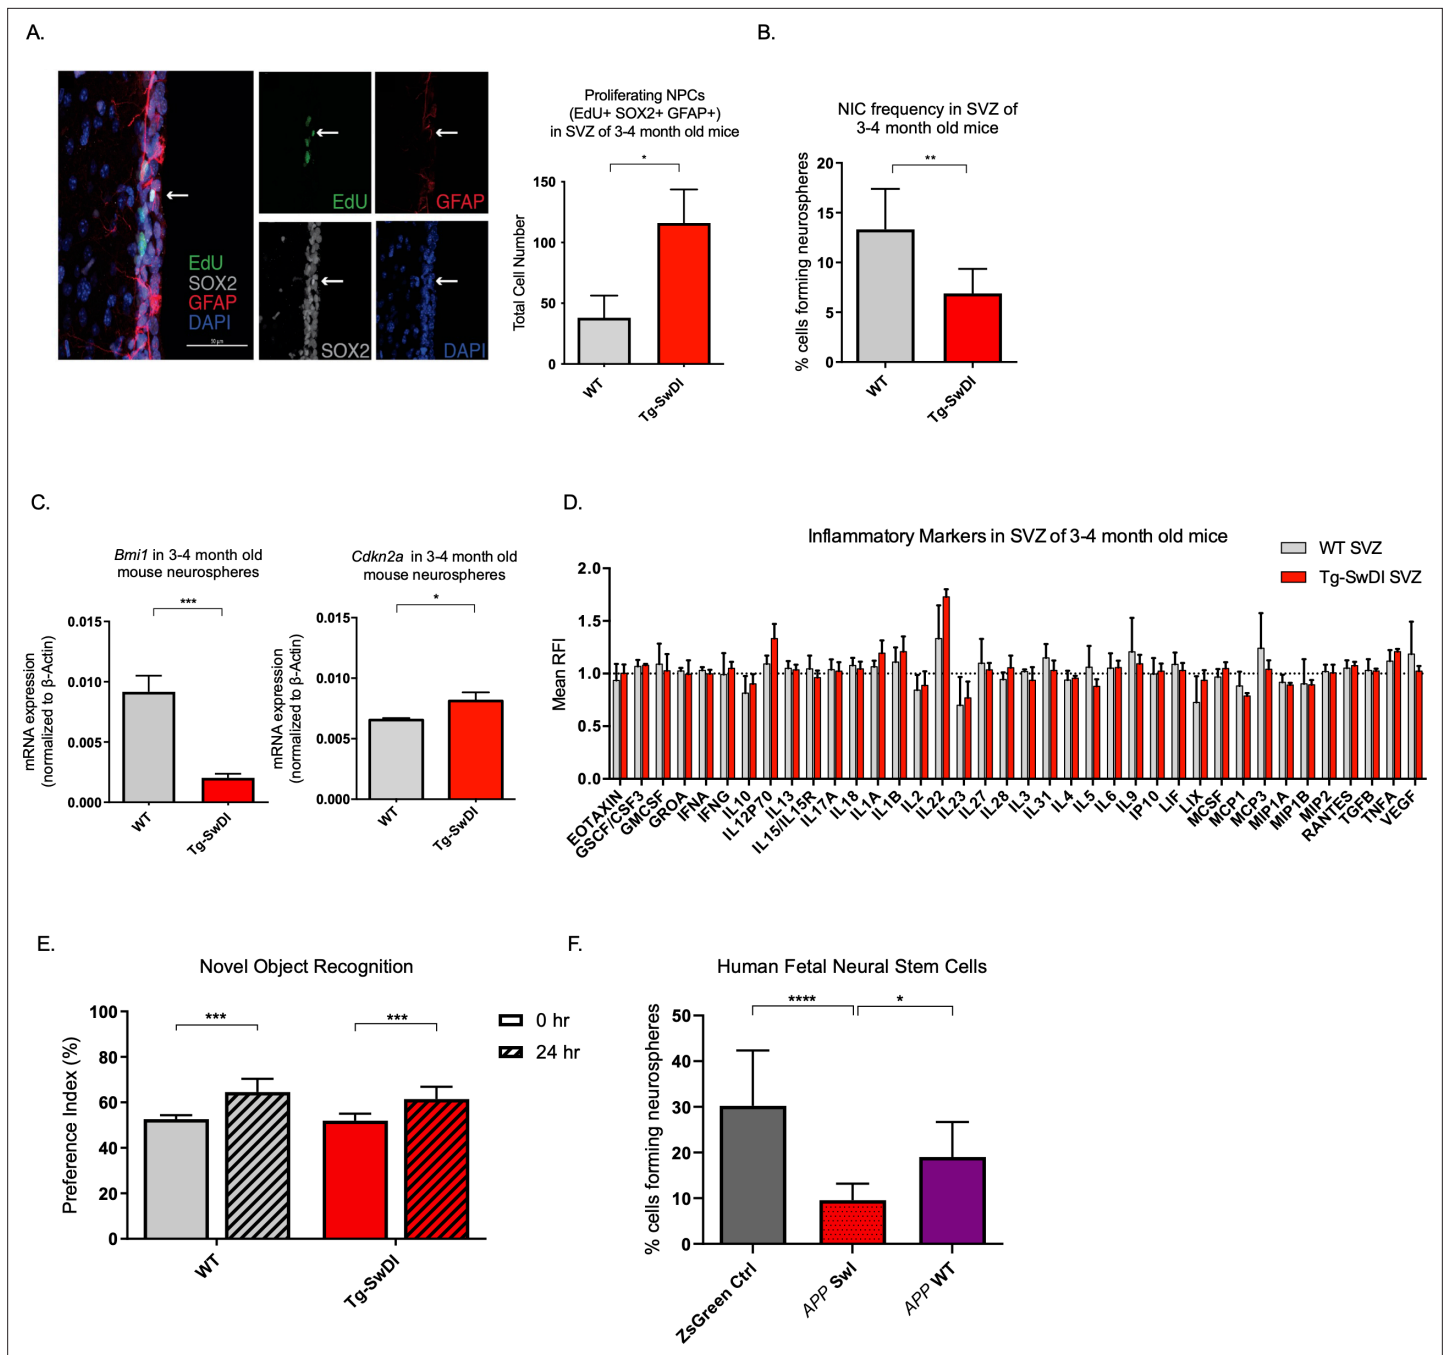 A.
EdU
SOX2
GFAP
DAPI
50 µm
EdU
GFAP
SOX2
DAPI
Proliferating NPCs
(EdU+ SOX2+ GFAP+)
in SVZ of 3-4 month old mice
*
Total Cell Number
150
100
50
0
WT
Tg-SwDI
B.
NIC frequency in SVZ of
3-4 month old mice
**
% cells forming neurospheres
20
15
10
5
0
WT
Tg-SwDI
C.
Bmi1 in 3-4 month old
mouse neurospheres
***
mRNA expression
(normalized to β-Actin)
0.015
0.010
0.005
0.000
WT
Tg-SwDI
Cdkn2a in 3-4 month old
mouse neurospheres
*
mRNA expression
(normalized to β-Actin)
0.015
0.010
0.005
0.000
WT
Tg-SwDI
D.
Inflammatory Markers in SVZ of 3-4 month old mice
WT SVZ
Tg-SwDI SVZ
Mean RFI
2.0
1.5
1.0
0.5
0.0
EOTAXIN
GSCF/CSF3
GMCSF
GROA
IFNA
IFNG
IL10
IL12P70
IL13
IL15/IL15R
IL17A
IL18
IL1A
IL1B
IL2
IL22
IL23
IL27
IL28
IL3
IL31
IL4
IL5
IL6
IL9
IP10
LIF
LIX
MCSF
MCP1
MCP3
MIP1A
MIP1B
MIP2
RANTES
TGFB
TNFA
VEGF
E.
Novel Object Recognition
***
***
0 hr
24 hr
Preference Index (%)
100
80
60
40
20
0
WT
Tg-SwDI
F.
Human Fetal Neural Stem Cells
****
*
% cells forming neurospheres
50
40
30
20
10
0
ZsGreen Ctrl
APP SwI
APP WT